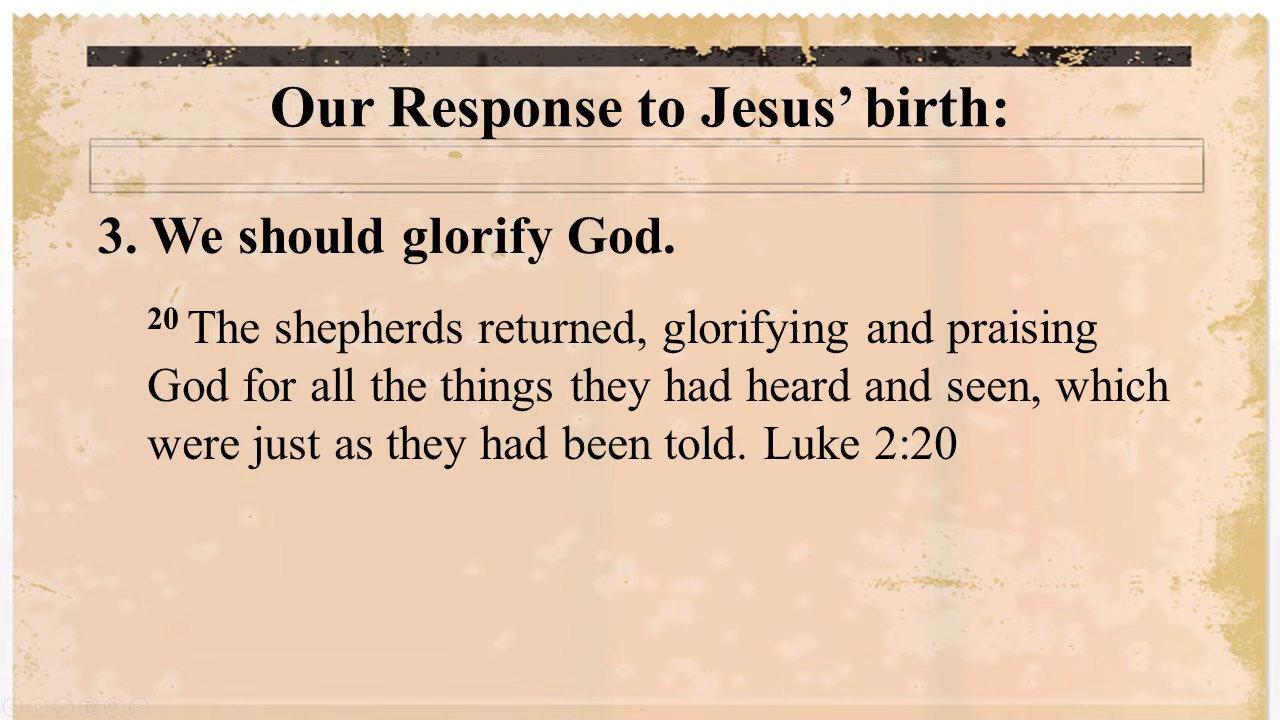 Our Response to Jesus’ birth:
3. We should glorify God.
20 The shepherds returned, glorifying and praising
God for all the things they had heard and seen, which
were just as they had been told. Luke 2:20